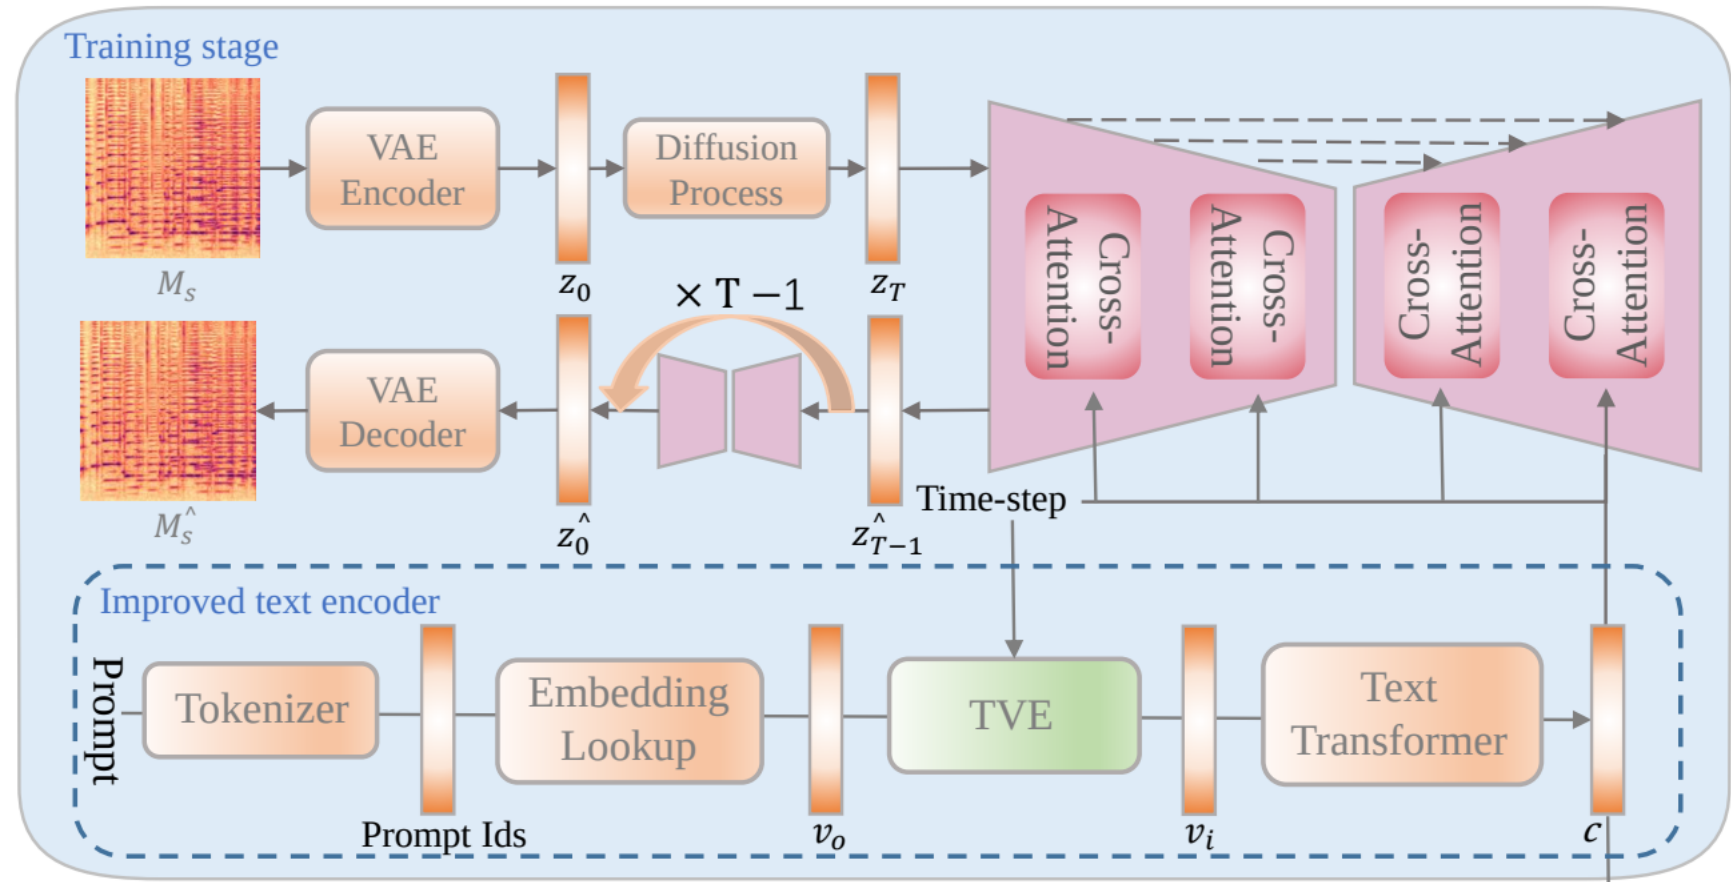 Training stage
VAE
Encoder
Diffusion
Process
M_s
z_0
z_T
× T − 1
Cross-
Attention
Cross-
Attention
Cross-
Attention
Cross-
Attention
VAE
Decoder
M_s^
z_0^
z_{T−1}^
Time-step
Improved text encoder
Prompt
Tokenizer
Embedding
Lookup
TVE
Text
Transformer
Prompt Ids
v_o
v_i
c